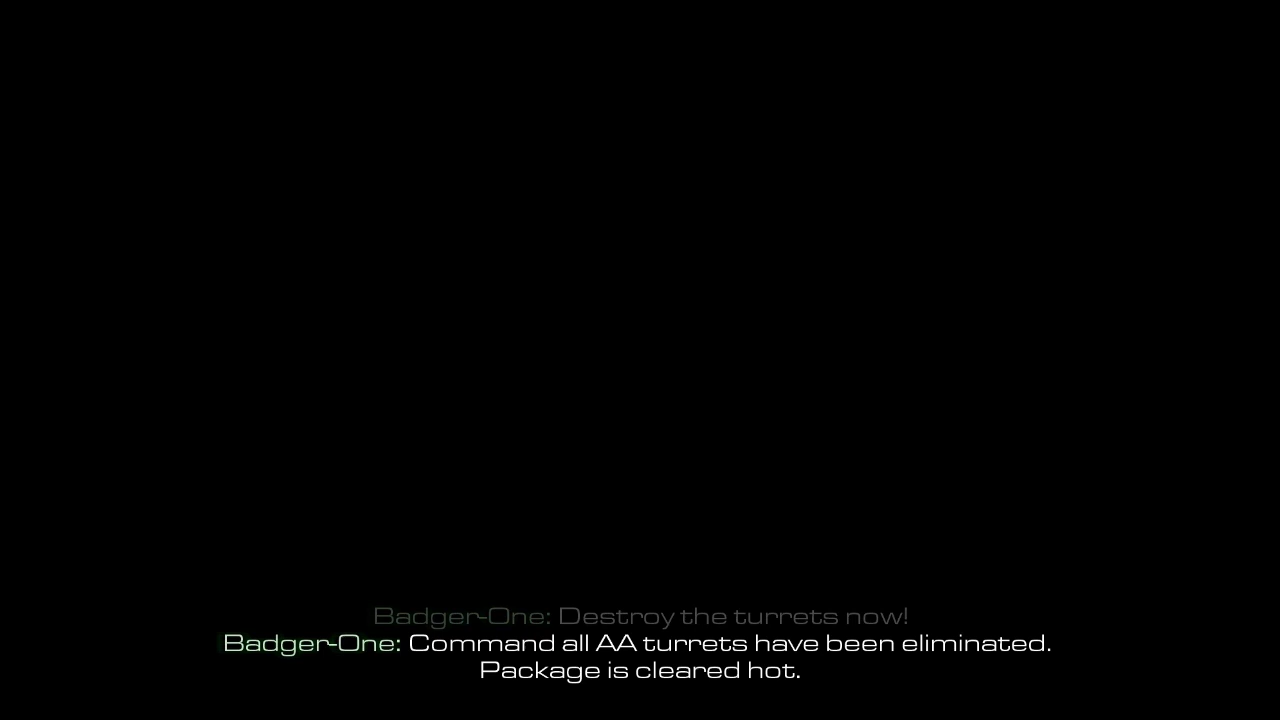 Badger-One: Destroy the turrets now!
Badger-One: Command all AA turrets have been eliminated.
Package is cleared hot.